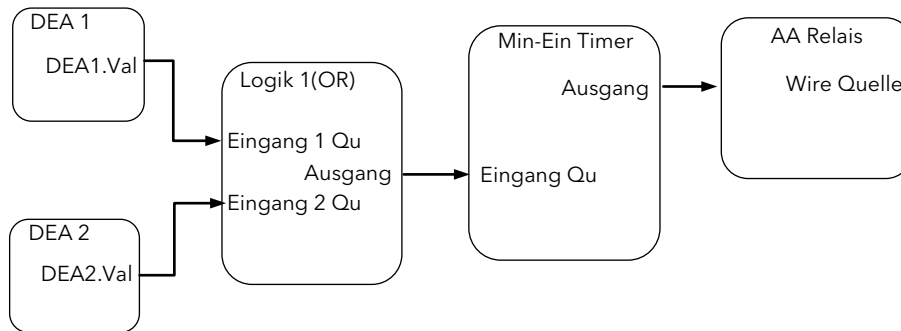 DEA 1
DEA1.Val
DEA 2
DEA2.Val
Logik 1(OR)
Eingang 1 Qu
Ausgang
Eingang 2 Qu
Min-Ein Timer
Ausgang
Eingang Qu
AA Relais
Wire Quelle